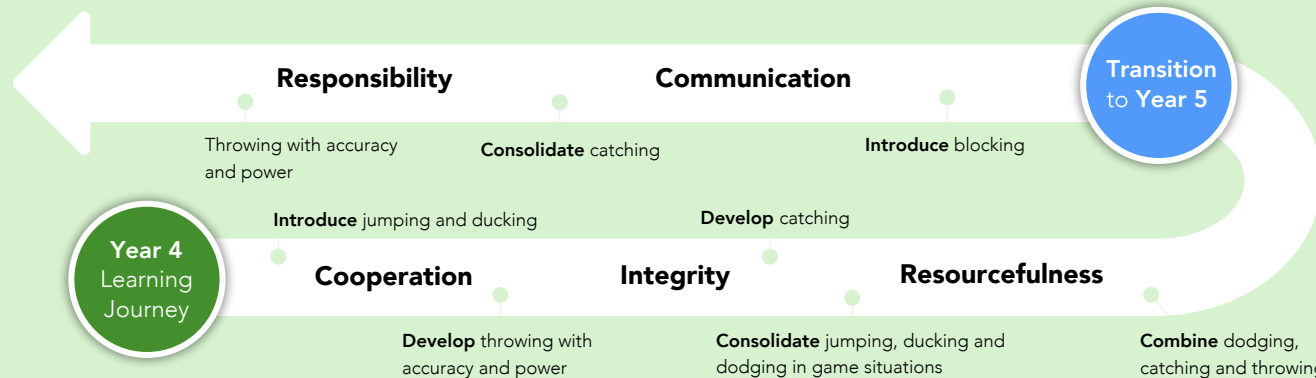 Responsibility
Communication
Transition
to Year 5
Throwing with accuracy
and power
Consolidate catching
Introduce blocking
Introduce jumping and ducking
Develop catching
Year 4
Learning
Journey
Cooperation
Integrity
Resourcefulness
Develop throwing with
accuracy and power
Consolidate jumping, ducking and
dodging in game situations
Combine dodging,
catching and throwing